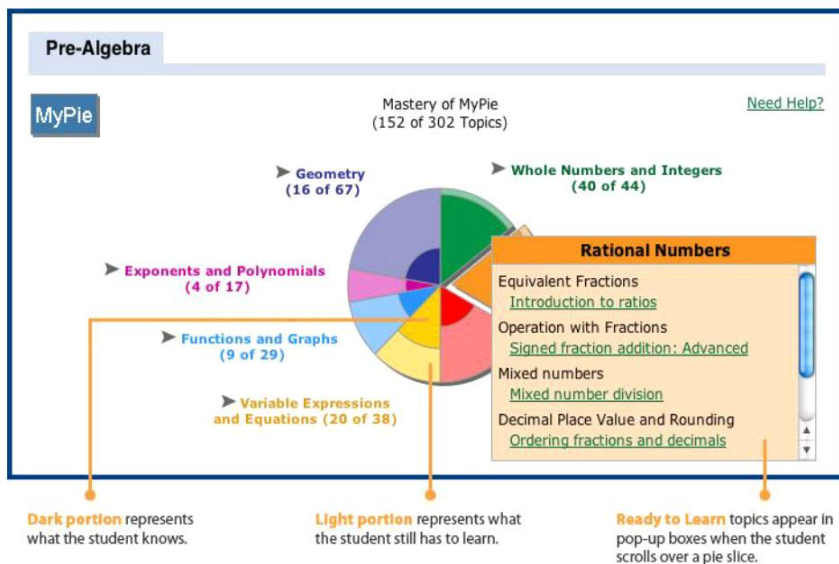 Pre-Algebra
MyPie
Mastery of MyPie
(152 of 302 Topics)
Need Help?
Geometry
(16 of 67)
Whole Numbers and Integers
(40 of 44)
Exponents and Polynomials
(4 of 17)
Functions and Graphs
(9 of 29)
Variable Expressions
and Equations (20 of 38)
Rational Numbers
Equivalent Fractions
Introduction to ratios
Operation with Fractions
Signed fraction addition: Advanced
Mixed numbers
Mixed number division
Decimal Place Value and Rounding
Ordering fractions and decimals
Dark portion represents
what the student knows.
Light portion represents what
the student still has to learn.
Ready to Learn topics appear in
pop-up boxes when the student
scrolls over a pie slice.